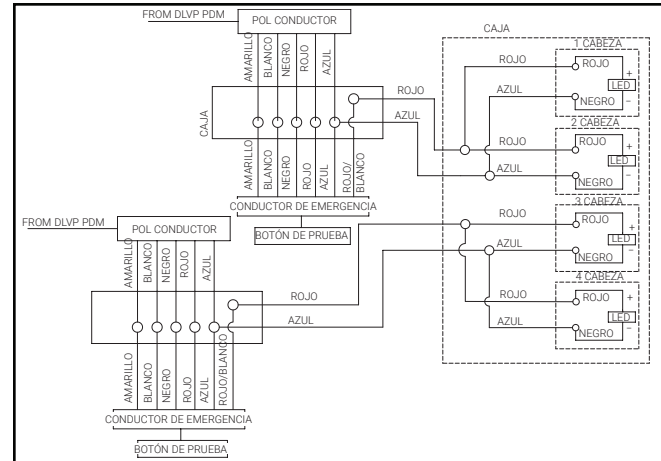 FROM DLVP PDM
POL CONDUCTOR
AMARILLO
BLANCO
NEGRO
ROJO
AZUL
CAJA
ROJO
AZUL
AMARILLO
BLANCO
NEGRO
ROJO
AZUL
ROJO/
BLANCO
CONDUCTOR DE EMERGENCIA
BOTÓN DE PRUEBA
CAJA
1 CABEZA
ROJO
ROJO
+
LED
AZUL
NEGRO
−
2 CABEZA
ROJO
ROJO
+
LED
AZUL
NEGRO
−
3 CABEZA
ROJO
ROJO
+
LED
AZUL
NEGRO
−
4 CABEZA
ROJO
ROJO
+
LED
AZUL
NEGRO
−
FROM DLVP PDM
POL CONDUCTOR
AMARILLO
BLANCO
NEGRO
ROJO
AZUL
ROJO
AZUL
AMARILLO
BLANCO
NEGRO
ROJO
AZUL
ROJO/BLANCO
CONDUCTOR DE EMERGENCIA
BOTÓN DE PRUEBA